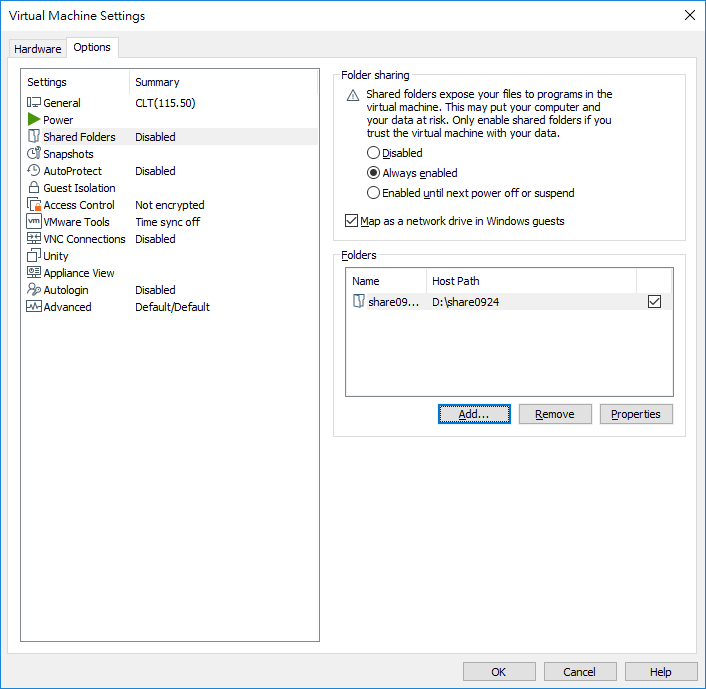 Virtual Machine Settings
Hardware Options
Settings Summary
General CLT(115.50)
Power
Shared Folders Disabled
Snapshots
AutoProtect Disabled
Guest Isolation
Access Control Not encrypted
vm VMware Tools Time sync off
VNC Connections Disabled
Unity
Appliance View
Autologin Disabled
Advanced Default/Default
Folder sharing
Shared folders expose your files to programs in the
virtual machine. This may put your computer and
your data at risk. Only enable shared folders if you
trust the virtual machine with your data.
Disabled
Always enabled
Enabled until next power off or suspend
Map as a network drive in Windows guests
Folders
Name Host Path
share09... D:\share0924
Add... Remove Properties
OK Cancel Help